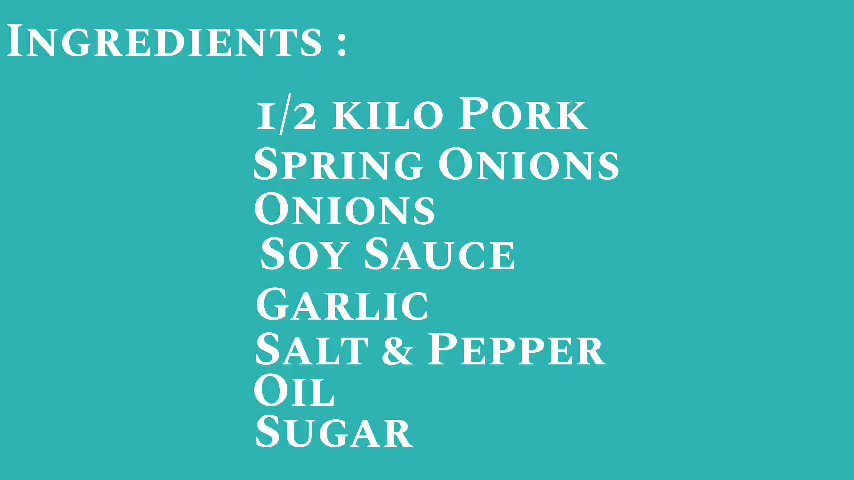 Ingredients :
1/2 kilo Pork
Spring Onions
Onions
Soy Sauce
Garlic
Salt & Pepper
Oil
Sugar